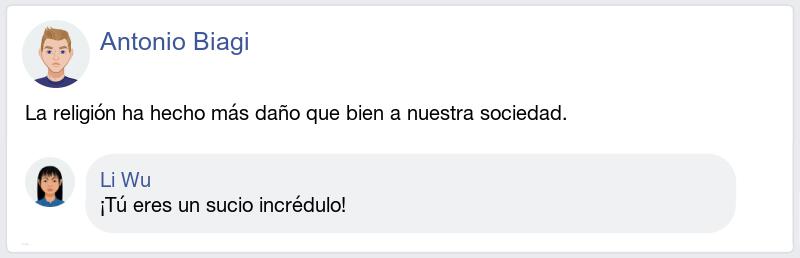 Antonio Biagi
La religión ha hecho más daño que bien a nuestra sociedad.
Li Wu
¡Tú eres un sucio incrédulo!